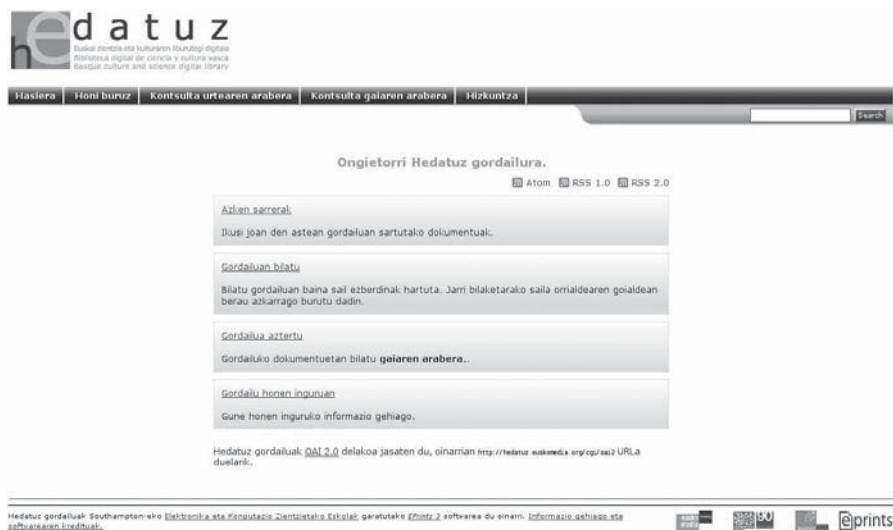 hedatuz
Euskal zientzia eta kulturaren liburutegi digitala
Biblioteca digital de ciencia y cultura vasca
Basque culture and science digital library
Hasiera Honi buruz Kontsulta urtearen arabera Kontsulta gaiaren arabera Hizkuntza
Search
Ongietorri Hedatuz gordailura.
Atom RSS 1.0 RSS 2.0
Azken sarrerak
Ikusi joan den astean gordailuan sartutako dokumentuak.
Gordailuan bilatu
Bilatu gordailuan baina sail ezberdinak hartuta. Jarri bilaketarako saila orrialdearen goialdean
berau azkarrago burutu dadin.
Gordailua aztertu
Gordailuko dokumentuetan bilatu gaiaren arabera..
Gordailu honen inguruan
Gune honen inguruko informazio gehiago.
Hedatuz gordailuak OAI 2.0 delakoa jasaten du, oinarrian http://hedatuz.euskomedia.org/cgi/oai2 URLa
duelarik.
Hedatuz gordailuak Southampton-eko Elektronika eta Konputazio Zientzietako Eskolak garatutako EPrints 3 softwarea du oinarri. Informazio gehiago eta
softwarearen kredituak.
eprints